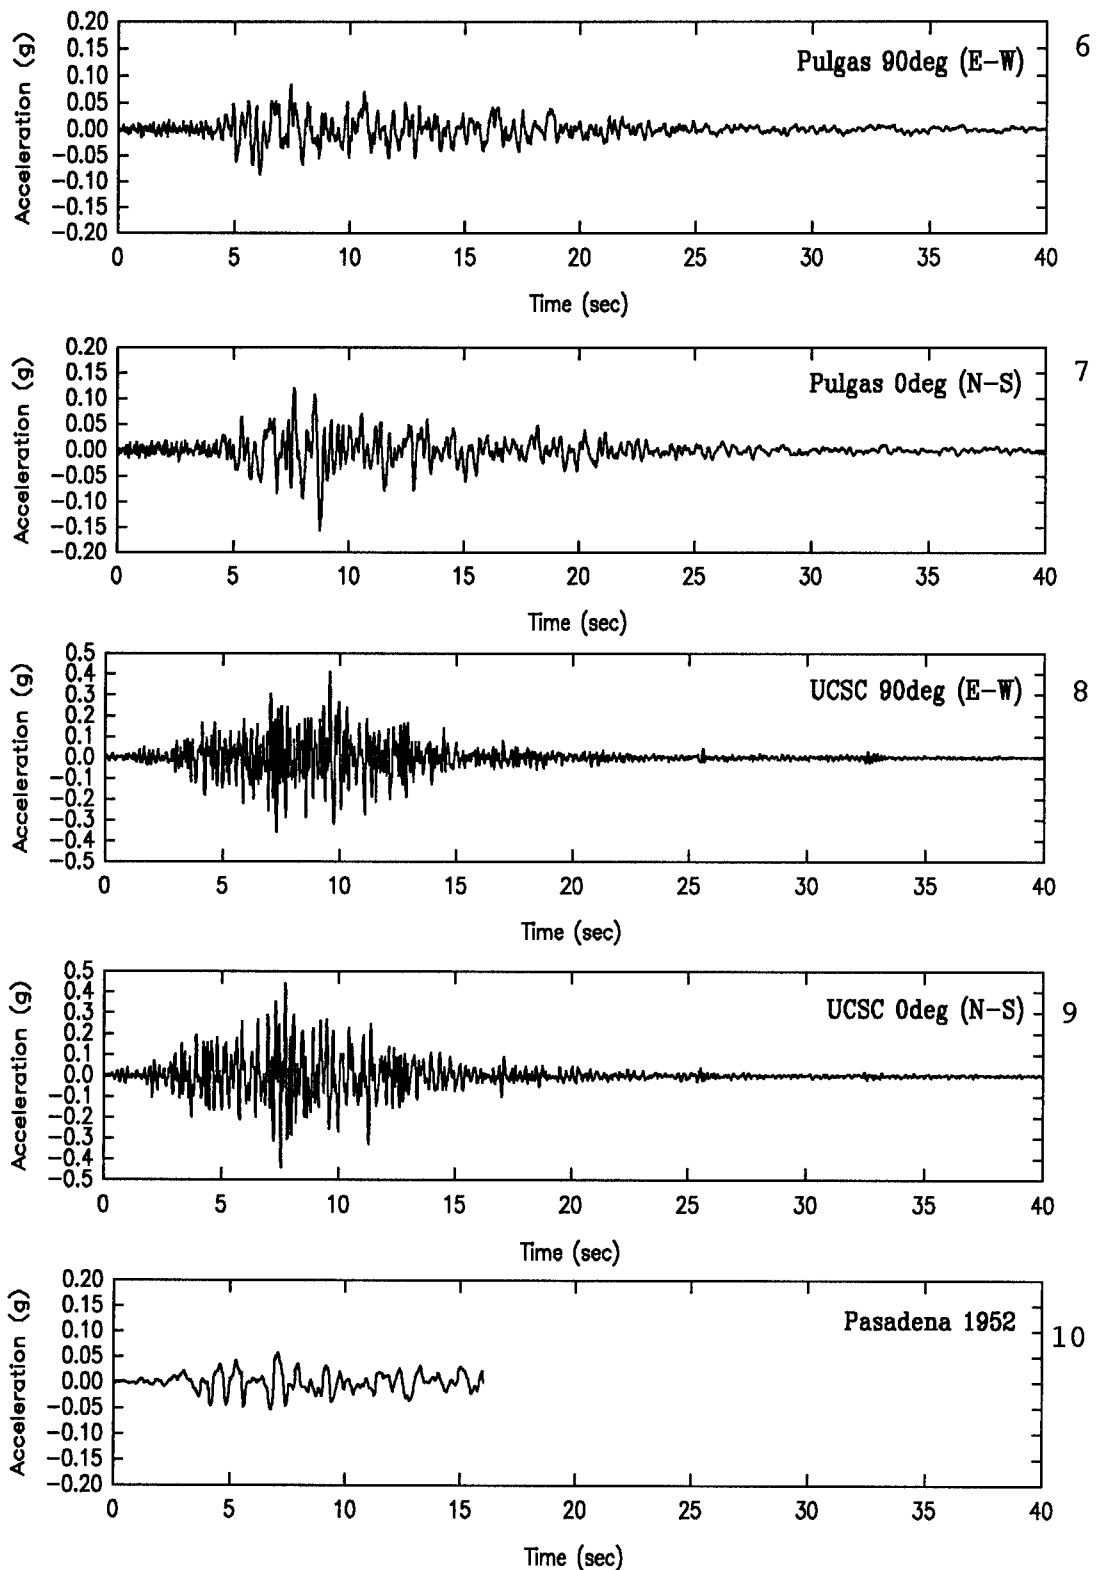 0.20
0.15
0.10
0.05
0.00
−0.05
−0.10
−0.15
−0.20
Acceleration (g)
Pulgas 90deg (E−W)
6
0 5 10 15 20 25 30 35 40
Time (sec)
0.20
0.15
0.10
0.05
0.00
−0.05
−0.10
−0.15
−0.20
Acceleration (g)
Pulgas 0deg (N−S)
7
0 5 10 15 20 25 30 35 40
Time (sec)
0.5
0.4
0.3
0.2
0.1
0.0
−0.1
−0.2
−0.3
−0.4
−0.5
Acceleration (g)
UCSC 90deg (E−W)
8
0 5 10 15 20 25 30 35 40
Time (sec)
0.5
0.4
0.3
0.2
0.1
0.0
−0.1
−0.2
−0.3
−0.4
−0.5
Acceleration (g)
UCSC 0deg (N−S)
9
0 5 10 15 20 25 30 35 40
Time (sec)
0.20
0.15
0.10
0.05
0.00
−0.05
−0.10
−0.15
−0.20
Acceleration (g)
Pasadena 1952
10
0 5 10 15 20 25 30 35 40
Time (sec)